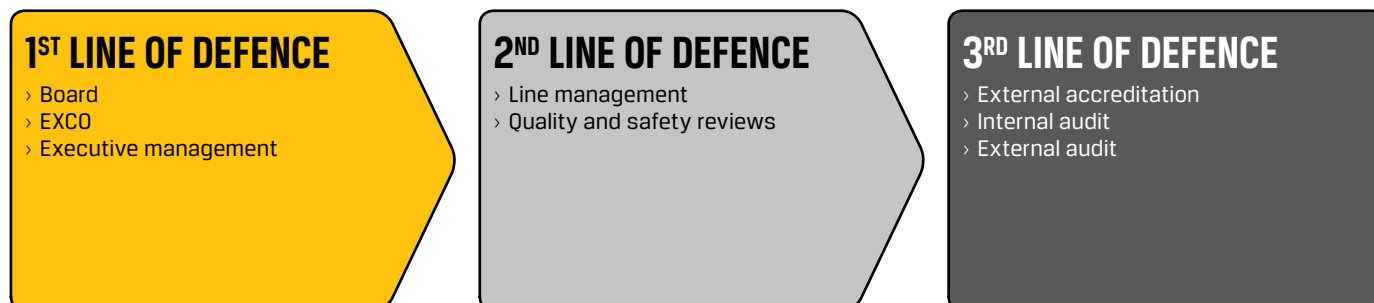 1ST LINE OF DEFENCE
› Board
› EXCO
› Executive management
2ND LINE OF DEFENCE
› Line management
› Quality and safety reviews
3RD LINE OF DEFENCE
› External accreditation
› Internal audit
› External audit